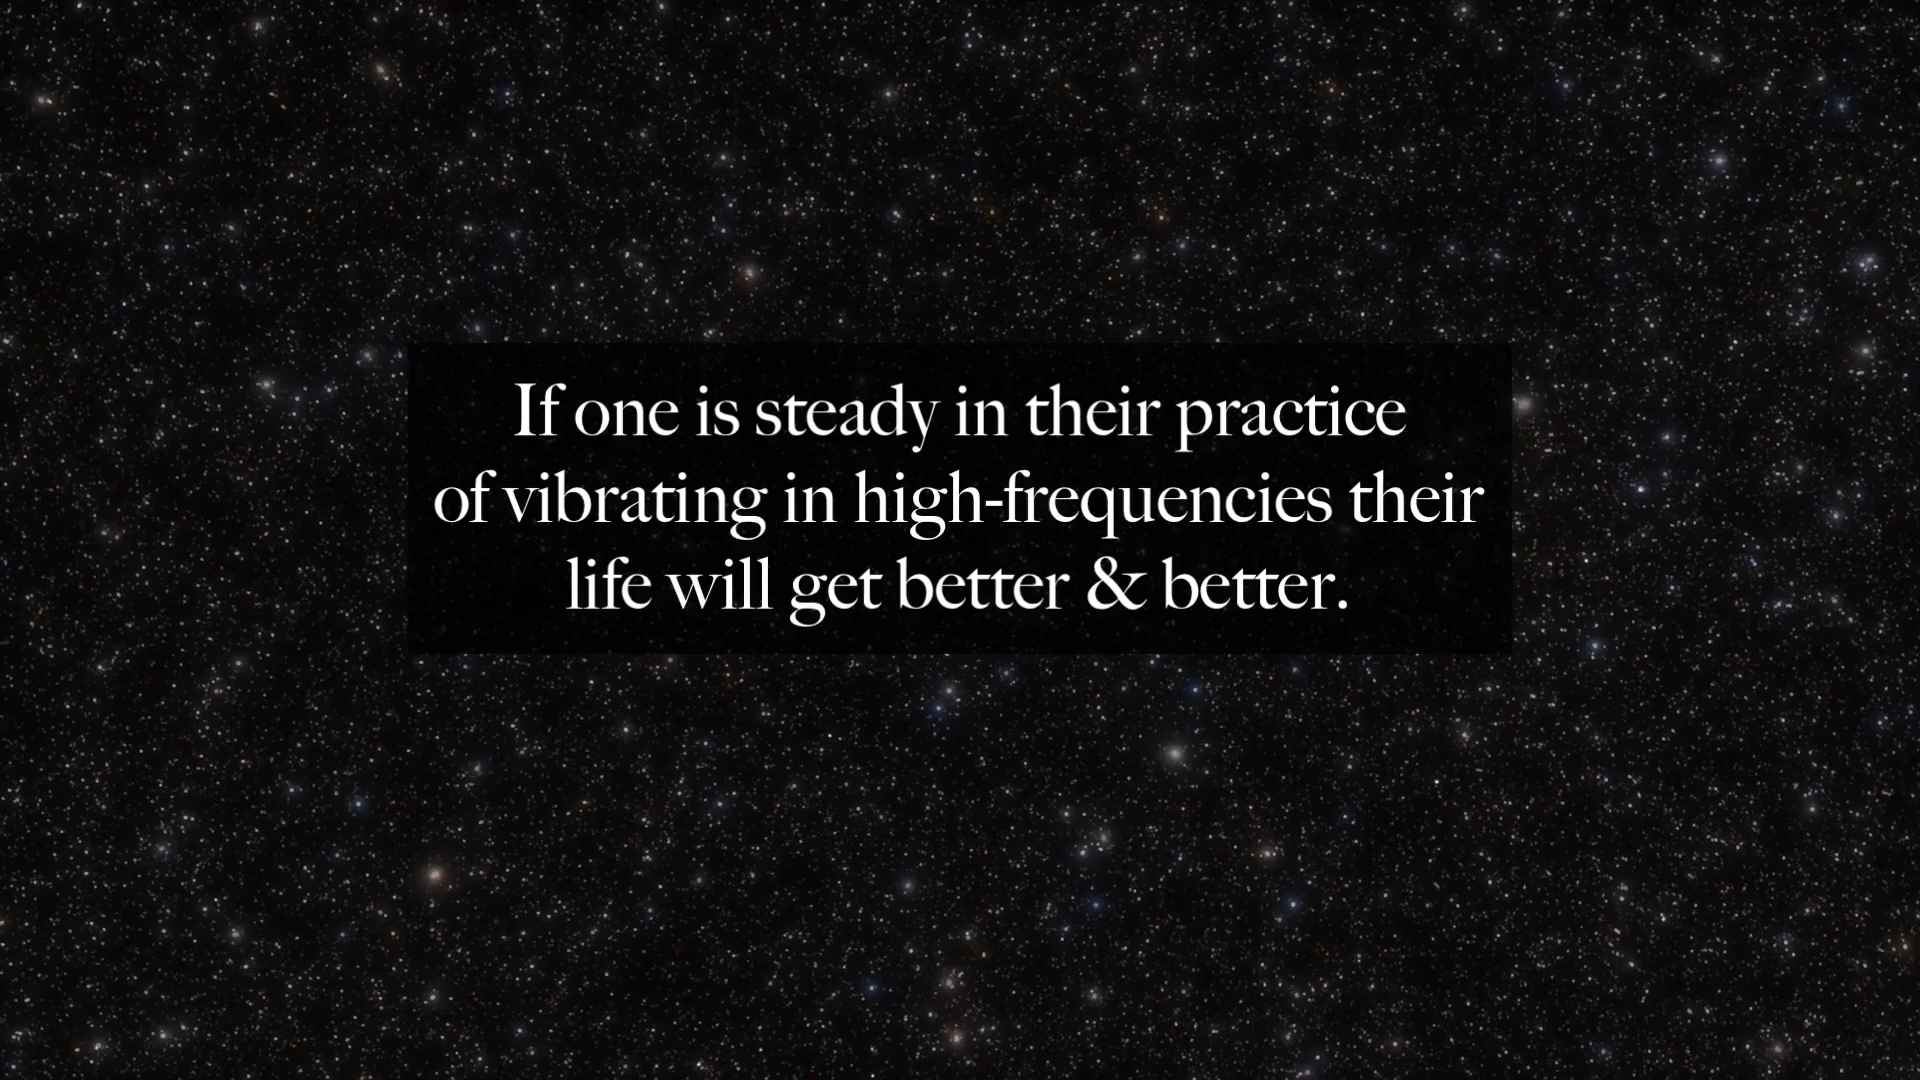 If one is steady in their practice
of vibrating in high-frequencies their
life will get better & better.